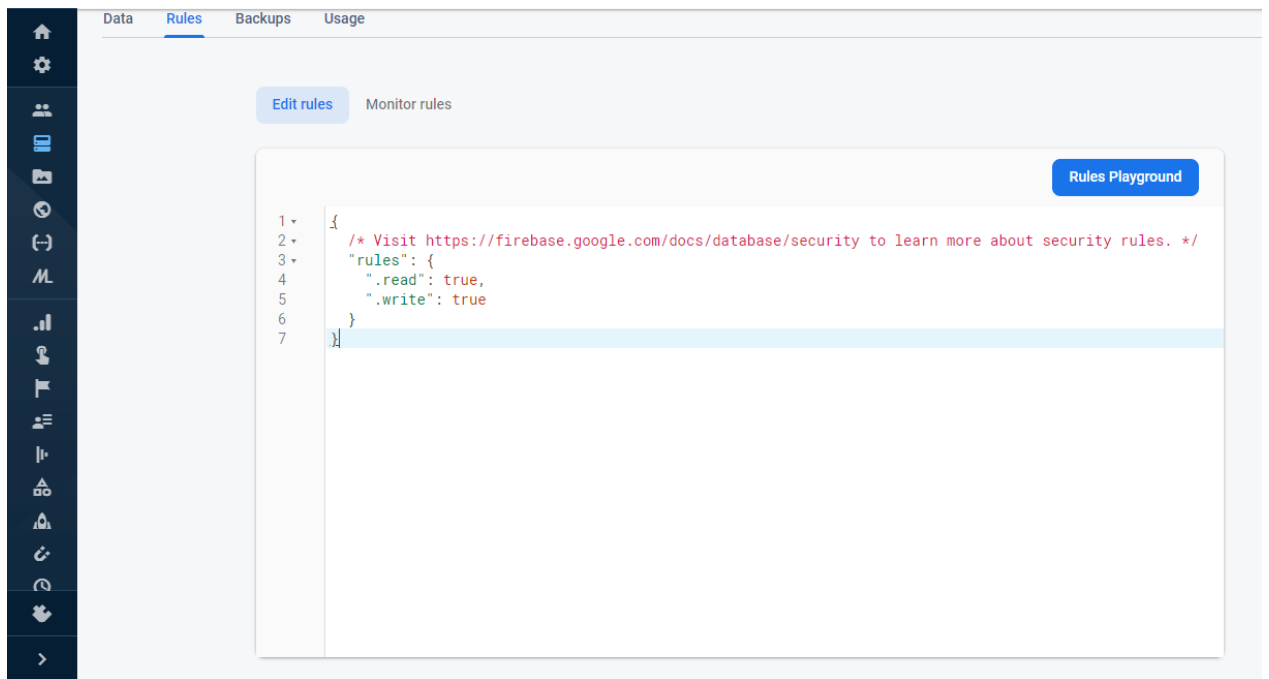 Data Rules Backups Usage
Edit rules Monitor rules
Rules Playground
1 {
2 /* Visit https://firebase.google.com/docs/database/security to learn more about security rules. */
3 "rules": {
4 ".read": true,
5 ".write": true
6 }
7 }